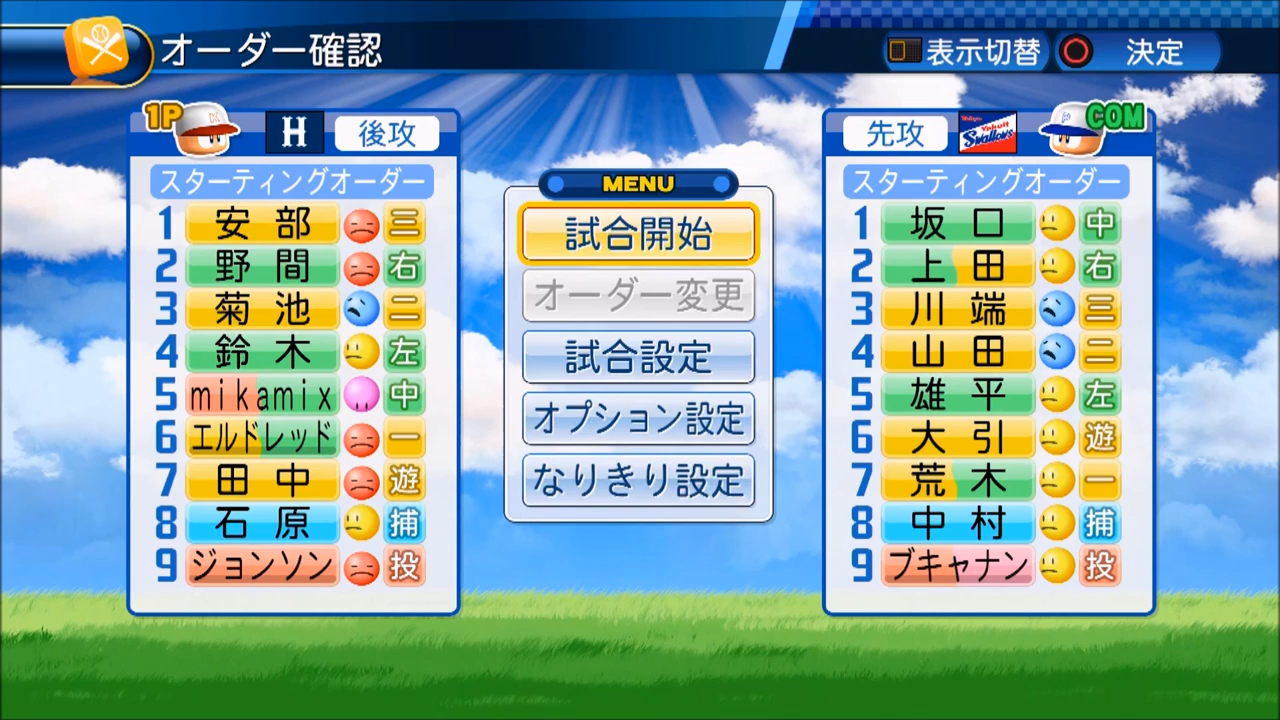 オーダー確認
表示切替
決定
1P
H
後攻
スターティングオーダー
1 安部 三
2 野間 右
3 菊池 二
4 鈴木 左
5 mikamix 中
6 エルドレッド 一
7 田中 遊
8 石原 捕
9 ジョンソン 投
MENU
試合開始
オーダー変更
試合設定
オプション設定
なりきり設定
先攻
Yakult
Swallows
COM
スターティングオーダー
1 坂口 中
2 上田 右
3 川端 三
4 山田 二
5 雄平 左
6 大引 遊
7 荒木 一
8 中村 捕
9 ブキャナン 投